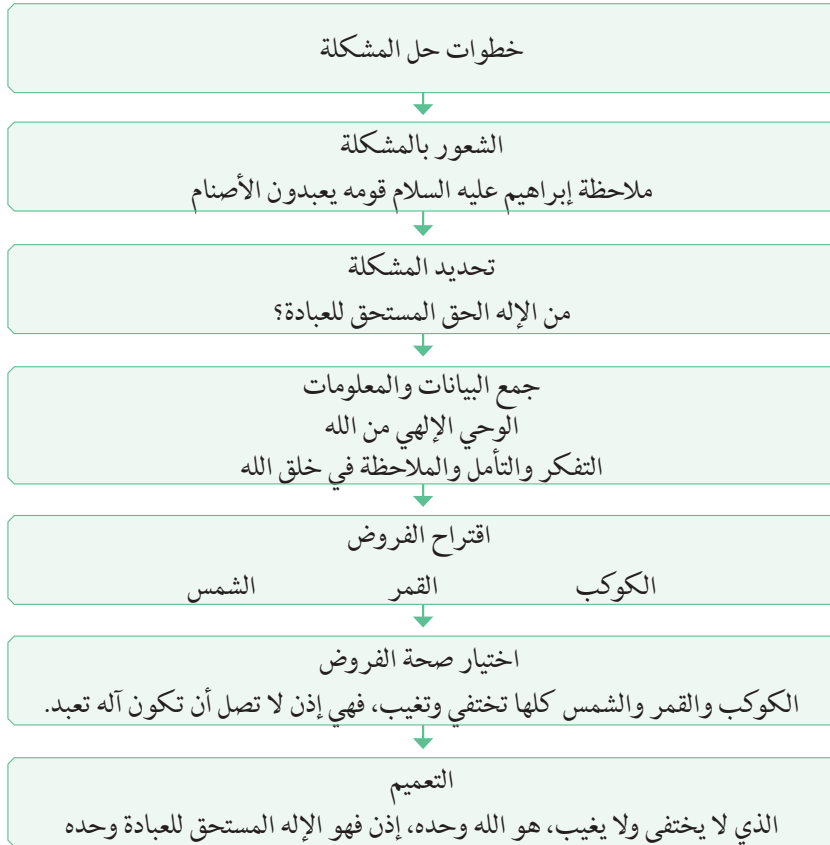 خطوات حل المشكلة
الشعور بالمشكلة
ملاحظة إبراهيم عليه السلام قومه يعبدون الأصنام
تحديد المشكلة
من الإله الحق المستحق للعبادة؟
جمع البيانات والمعلومات
الوحي الإلهي من الله
التفكر والتأمل والملاحظة في خلق الله
اقتراح الفروض
الكوكب القمر الشمس
اختيار صحة الفروض
الكوكب والقمر والشمس كلها تختفي وتغيب، فهي إذن لا تصل أن تكون آله تعبد.
التعميم
الذي لا يختفي ولا يغيب، هو الله وحده، إذن فهو الإله المستحق للعبادة وحده